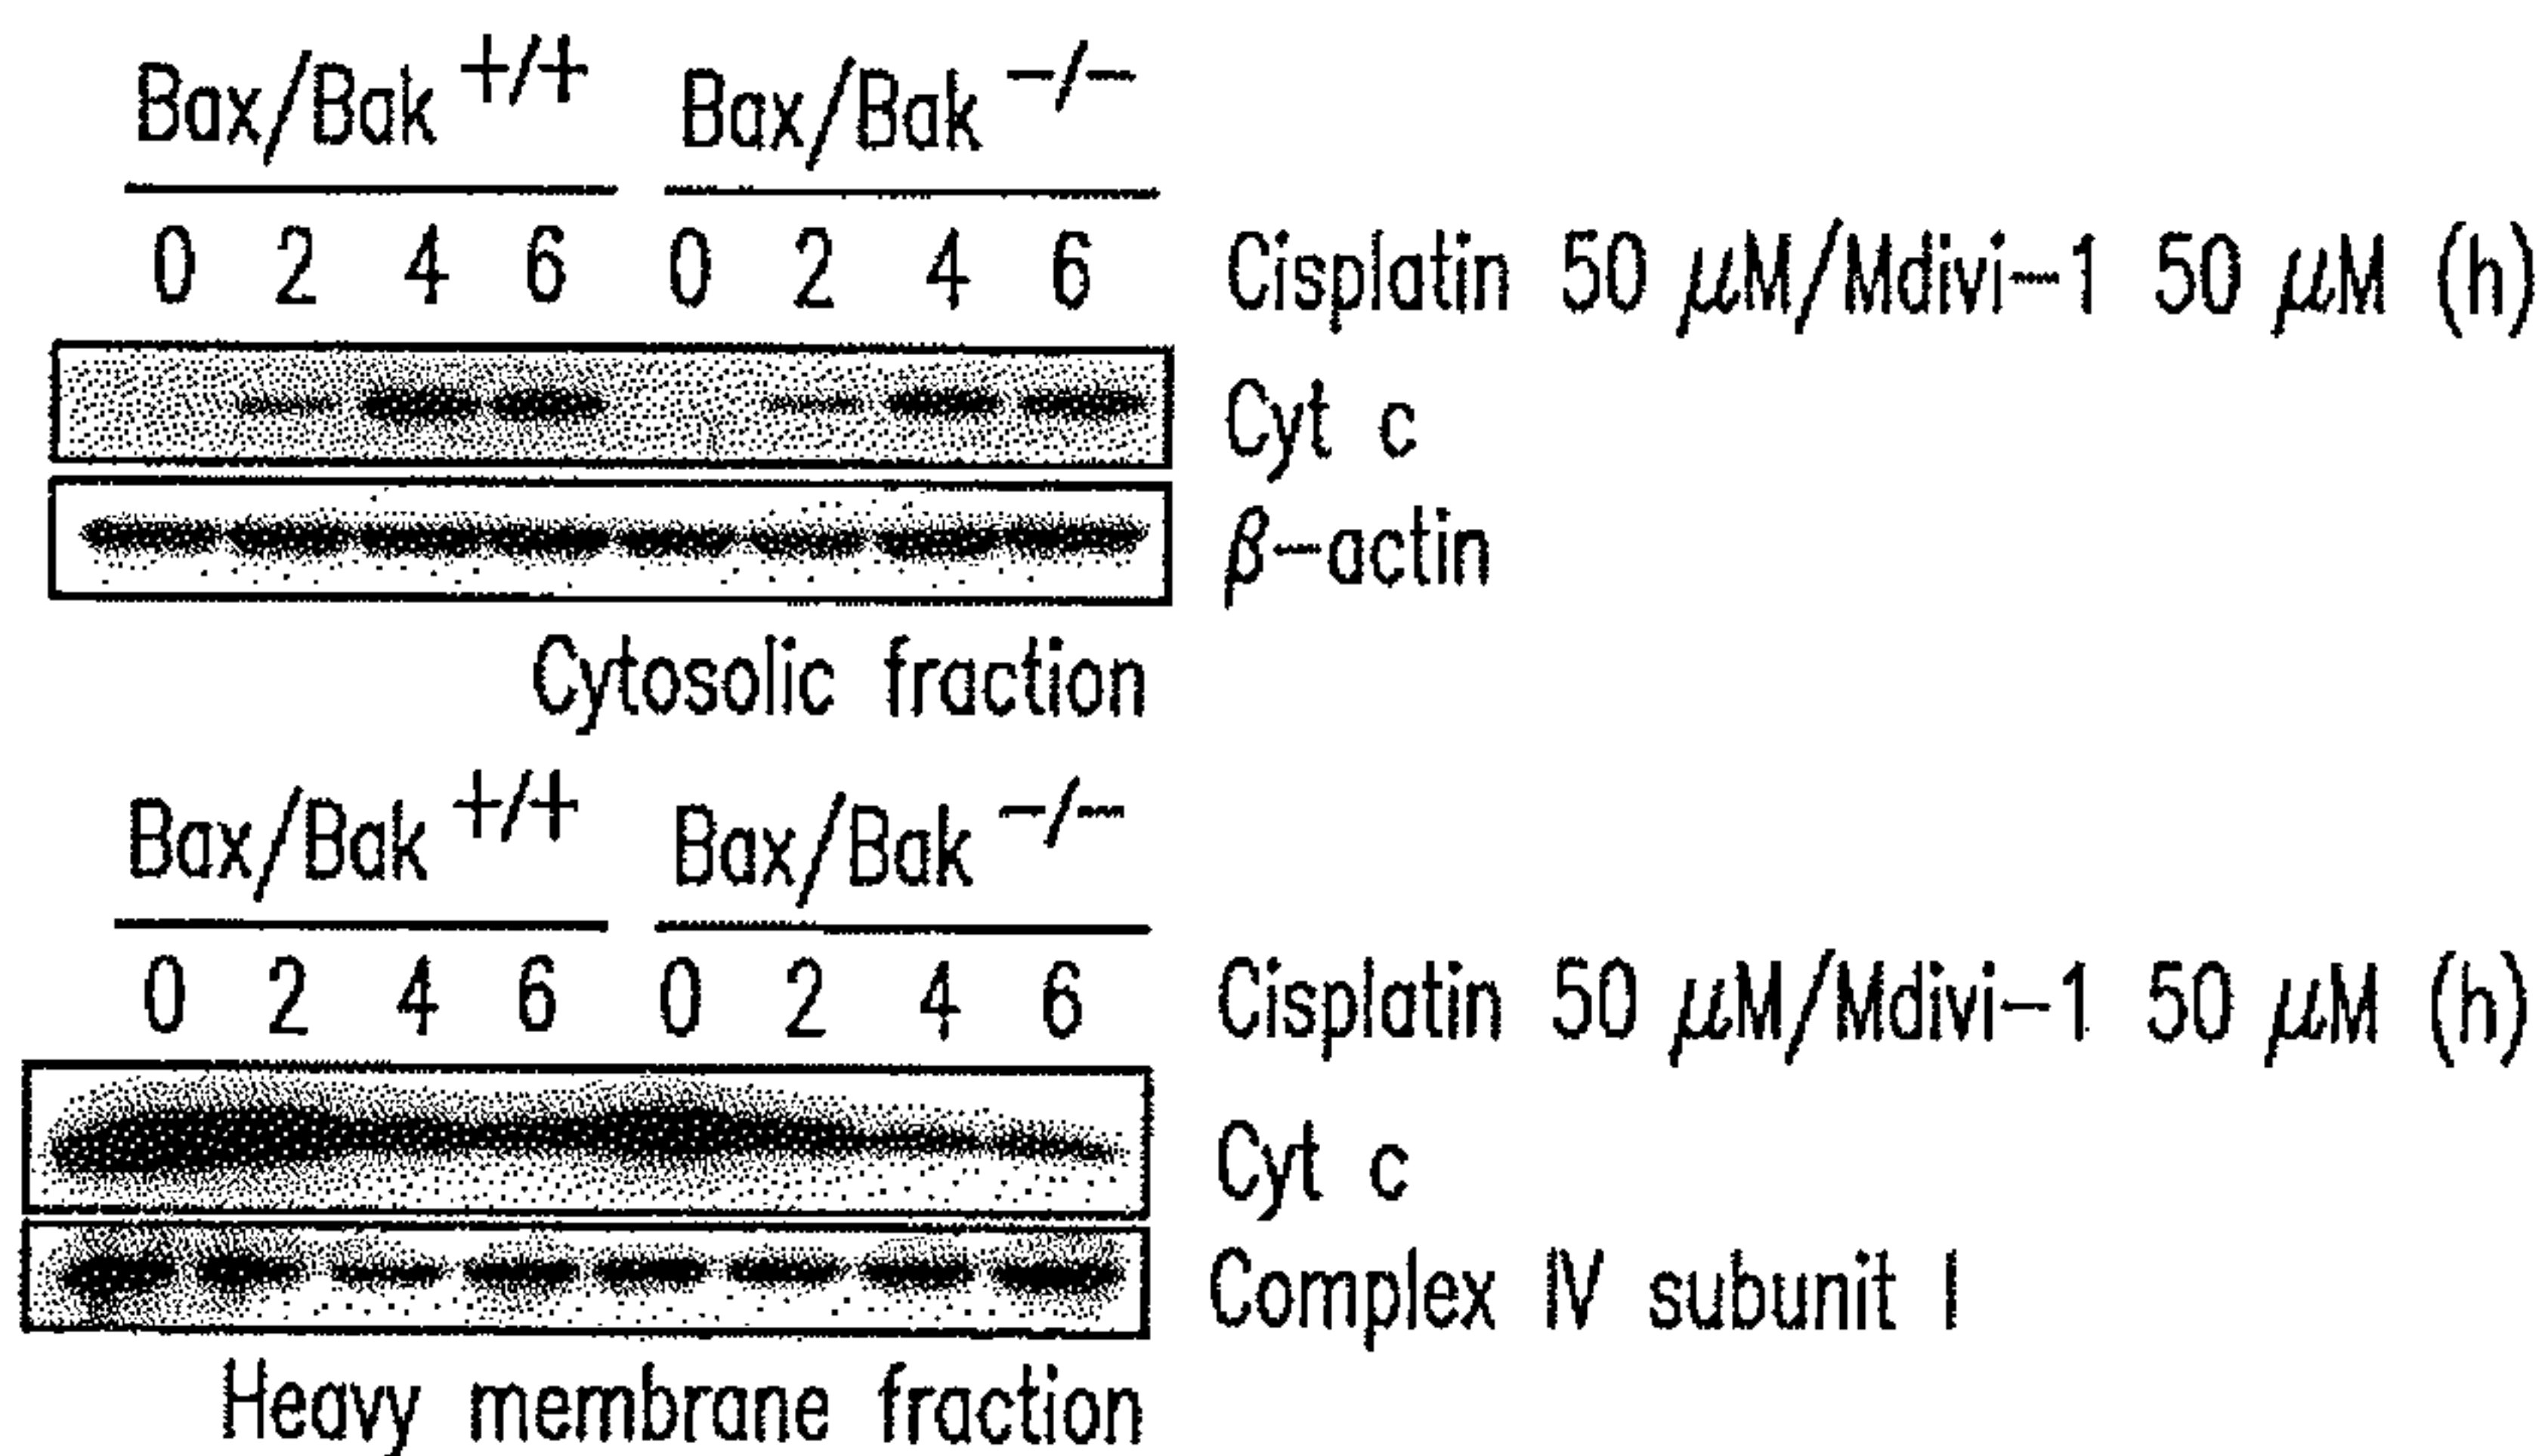 Bax/Bak +/+ Bax/Bak −/−
0 2 4 6 0 2 4 6 Cisplatin 50 μM/Mdivi−1 50 μM (h)
Cyt c
β−actin
Cytosolic fraction
Bax/Bak +/+ Bax/Bak −/−
0 2 4 6 0 2 4 6 Cisplatin 50 μM/Mdivi−1 50 μM (h)
Cyt c
Complex IV subunit I
Heavy membrane fraction